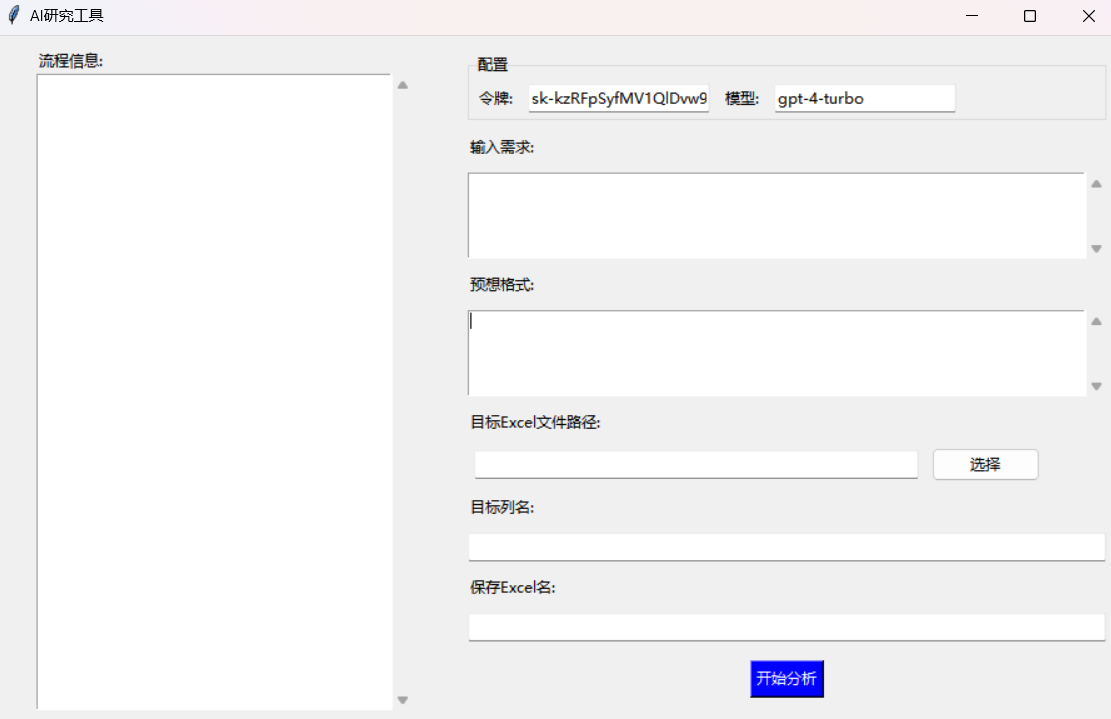 AI研究工具
流程信息:
配置
令牌: sk-kzRFpSyfMV1QlDvw9 模型: gpt-4-turbo
输入需求:
预想格式:
目标Excel文件路径:
选择
目标列名:
保存Excel名:
开始分析